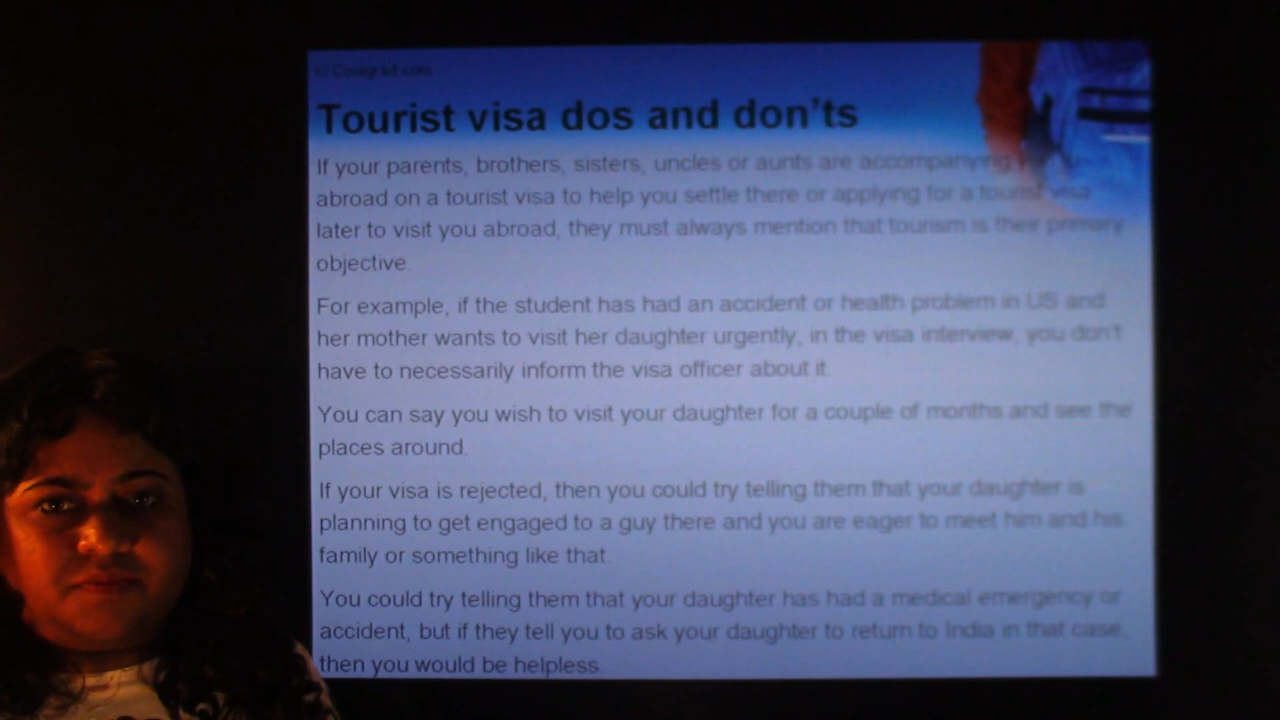 © Coolgrad.com
Tourist visa dos and don'ts
If your parents, brothers, sisters, uncles or aunts are accompanying
abroad on a tourist visa to help you settle there or applying for a tourist visa
later to visit you abroad, they must always mention that tourism is their primary
objective.
For example, if the student has had an accident or health problem in US and
her mother wants to visit her daughter urgently, in the visa interview, you don't
have to necessarily inform the visa officer about it.
You can say you wish to visit your daughter for a couple of months and see the
places around.
If your visa is rejected, then you could try telling them that your daughter is
planning to get engaged to a guy there and you are eager to meet him and his
family or something like that.
You could try telling them that your daughter has had a medical emergency or
accident, but if they tell you to ask your daughter to return to India in that case,
then you would be helpless.